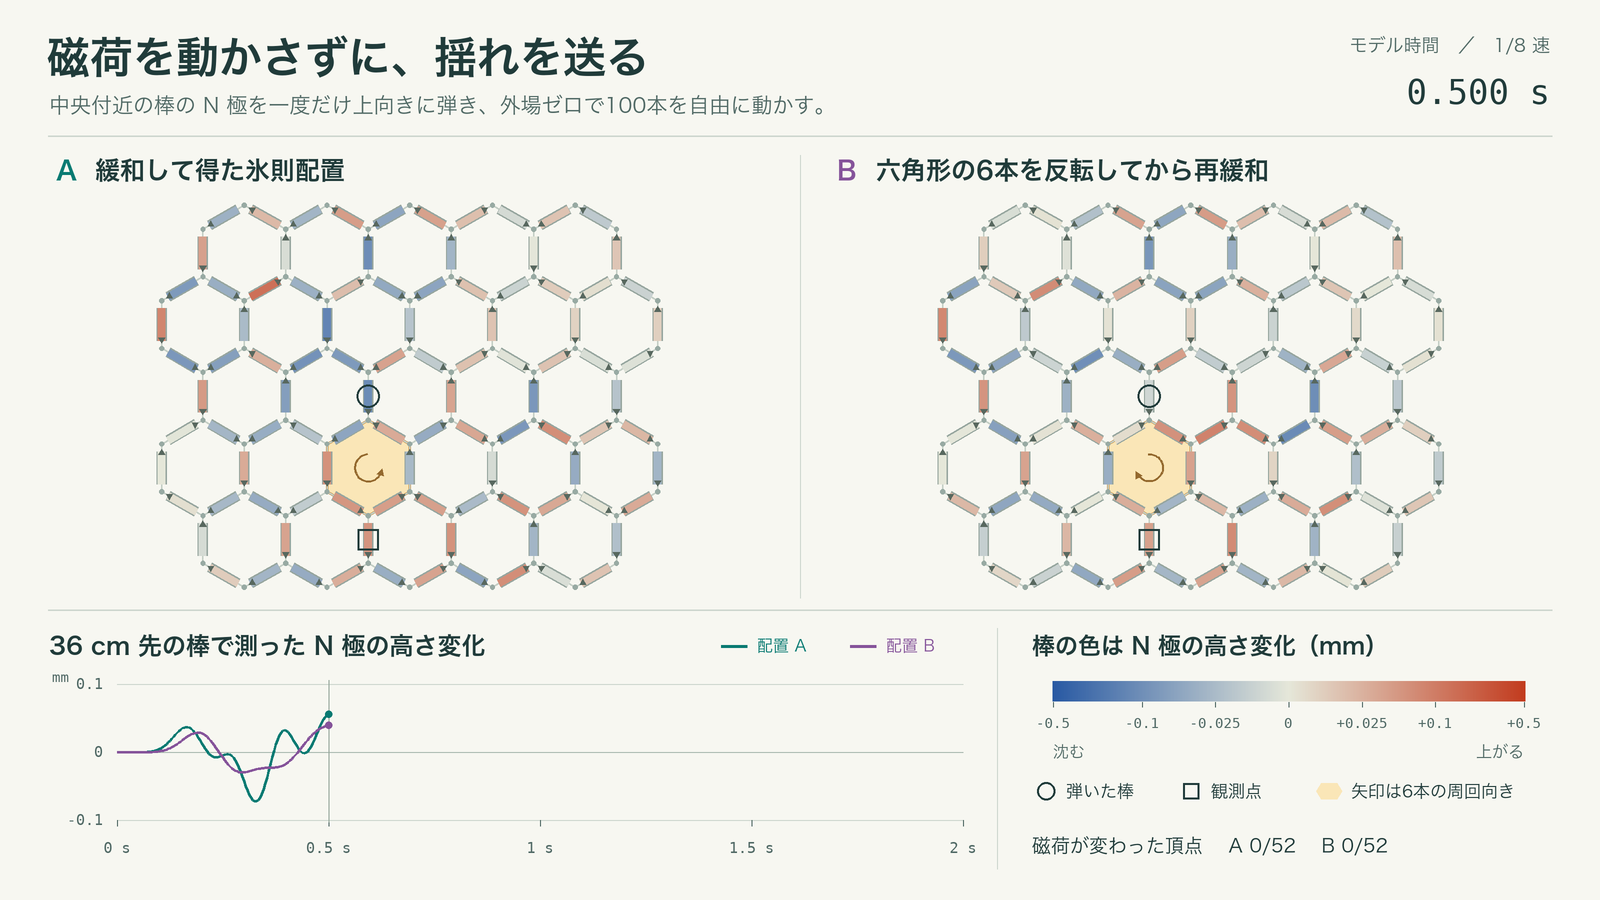 磁荷を動かさずに、揺れを送る
モデル時間　／　1/8 速
中央付近の棒の N 極を一度だけ上向きに弾き、外場ゼロで100本を自由に動かす。
0.500 s
A 緩和して得た氷則配置
B 六角形の6本を反転してから再緩和
36 cm 先の棒で測った N 極の高さ変化
配置 A
配置 B
mm
0.1
0
-0.1
0 s
0.5 s
1 s
1.5 s
2 s
棒の色は N 極の高さ変化（mm）
-0.5
-0.1
-0.025
0
+0.025
+0.1
+0.5
沈む
上がる
弾いた棒
観測点
矢印は6本の周回向き
磁荷が変わった頂点 A 0/52 B 0/52